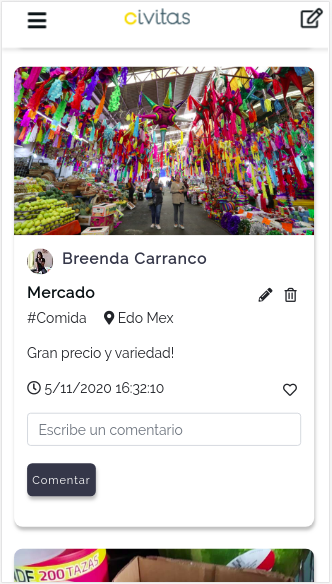 civitas
Breenda Carranco
Mercado
#Comida Edo Mex
Gran precio y variedad!
5/11/2020 16:32:10
Escribe un comentario
Comentar
DE 200 TAZAS